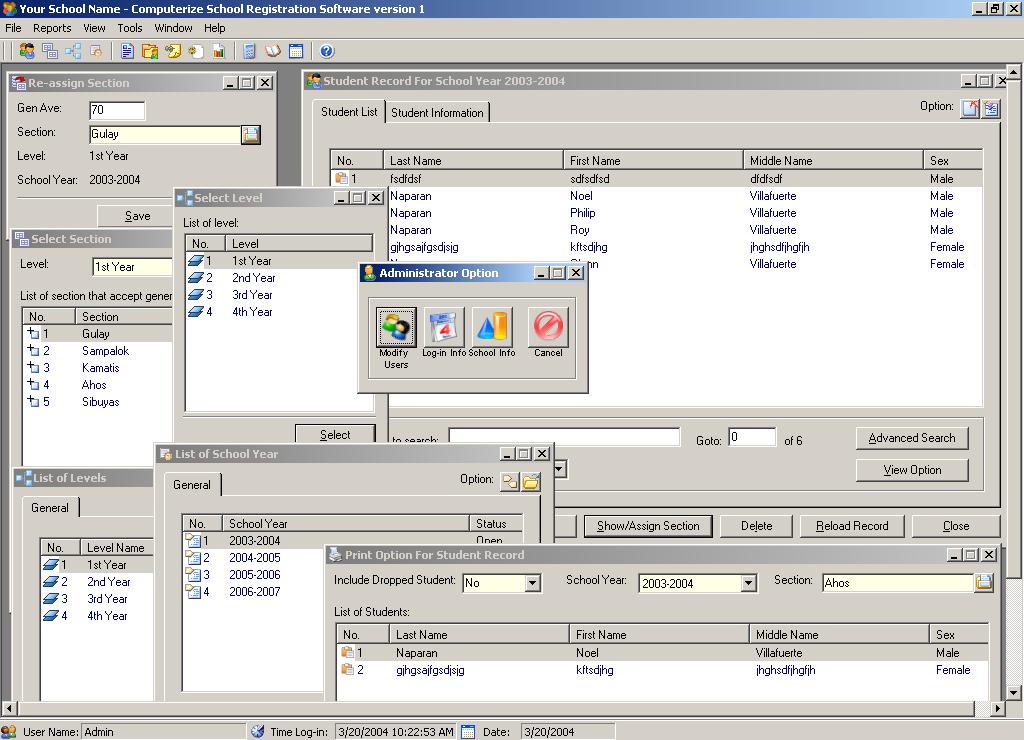 Your School Name - Computerize School Registration Software version 1
File Reports View Tools Window Help
Re-assign Section
Gen Ave: 70
Section: Gulay
Level: 1st Year
School Year: 2003-2004
Save
Student Record For School Year 2003-2004
Student List Student Information
Option:
No. Last Name First Name Middle Name Sex
1 fsdfdsf sdfsdfsd dfdfsdf Male
Naparan Noel Villafuerte Male
Naparan Philip Villafuerte Male
Naparan Roy Villafuerte Male
gjhgsajfgsdjsjg kftsdjhg jhghsdfjhgfjh Female
Villafuerte Female
to search:
Goto: 0 of 6
Advanced Search
View Option
Show/Assign Section Delete Reload Record Close
Select Level
List of level:
No. Level
1 1st Year
2 2nd Year
3 3rd Year
4 4th Year
Select
Select Section
Level: 1st Year
List of section that accept gener
No. Section
1 Gulay
2 Sampalok
3 Kamatis
4 Ahos
5 Sibuyas
Administrator Option
Modify Users
Log-in Info
School Info
Cancel
List of Levels
General
No. Level Name
1 1st Year
2 2nd Year
3 3rd Year
4 4th Year
List of School Year
General
Option:
No. School Year Status
1 2003-2004 Open
2 2004-2005
3 2005-2006
4 2006-2007
Print Option For Student Record
Include Dropped Student: No School Year: 2003-2004 Section: Ahos
List of Students:
No. Last Name First Name Middle Name Sex
1 Naparan Noel Villafuerte Male
2 gjhgsajfgsdjsjg kftsdjhg jhghsdfjhgfjh Female
User Name: Admin Time Log-in: 3/20/2004 10:22:53 AM Date: 3/20/2004